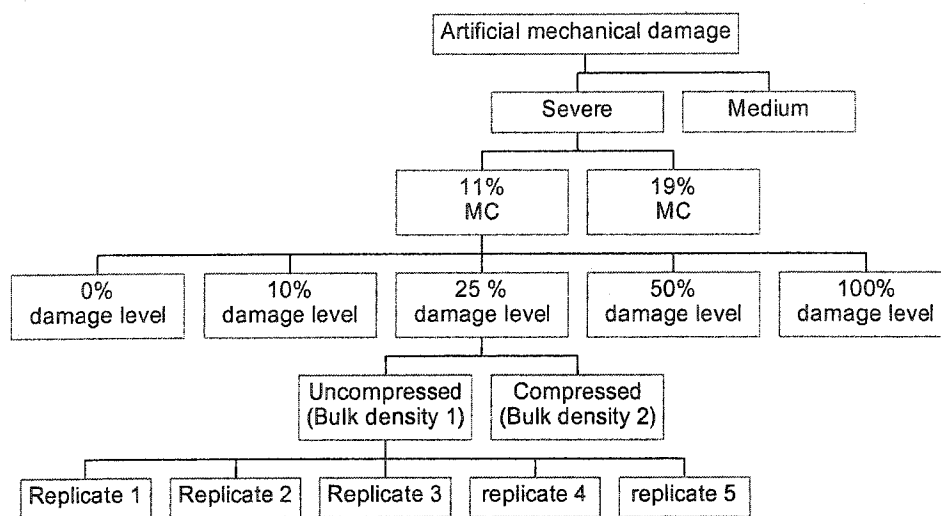 Artificial mechanical damage
Severe
Medium
11%
MC
19%
MC
0%
damage level
10%
damage level
25 %
damage level
50%
damage level
100%
damage level
Uncompressed
(Bulk density 1)
Compressed
(Bulk density 2)
Replicate 1
Replicate 2
Replicate 3
replicate 4
replicate 5